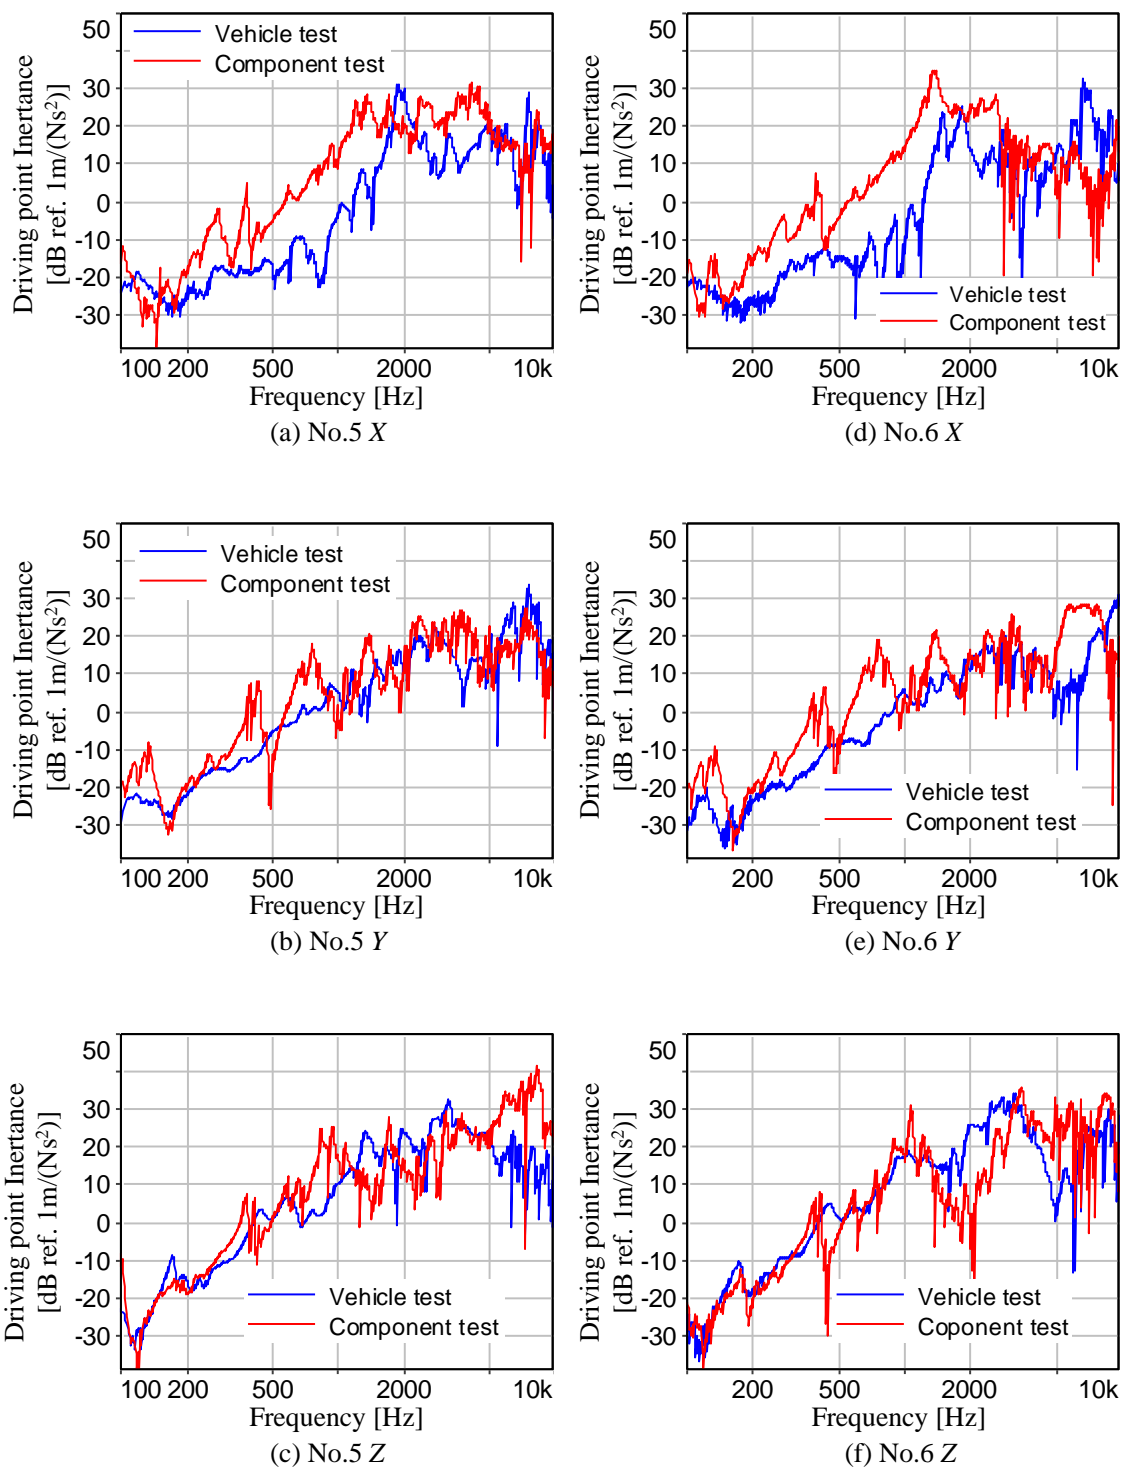 Driving point Inertance
[dB ref. 1m/(Ns²)]
50
30
20
10
0
-10
-20
-30
Vehicle test
Component test
100 200 500 2000 10k
Frequency [Hz]
(a) No.5 X
Driving point Inertance
[dB ref. 1m/(Ns²)]
50
30
20
10
0
-10
-20
-30
Vehicle test
Component test
200 500 2000 10k
Frequency [Hz]
(d) No.6 X
Driving point Inertance
[dB ref. 1m/(Ns²)]
50
30
20
10
0
-10
-20
-30
Vehicle test
Component test
100 200 500 2000 10k
Frequency [Hz]
(b) No.5 Y
Driving point Inertance
[dB ref. 1m/(Ns²)]
50
30
20
10
0
-10
-20
-30
Vehicle test
Component test
200 500 2000 10k
Frequency [Hz]
(e) No.6 Y
Driving point Inertance
[dB ref. 1m/(Ns²)]
50
30
20
10
0
-10
-20
-30
Vehicle test
Component test
100 200 500 2000 10k
Frequency [Hz]
(c) No.5 Z
Driving point Inertance
[dB ref. 1m/(Ns²)]
50
30
20
10
0
-10
-20
-30
Vehicle test
Coponent test
200 500 2000 10k
Frequency [Hz]
(f) No.6 Z